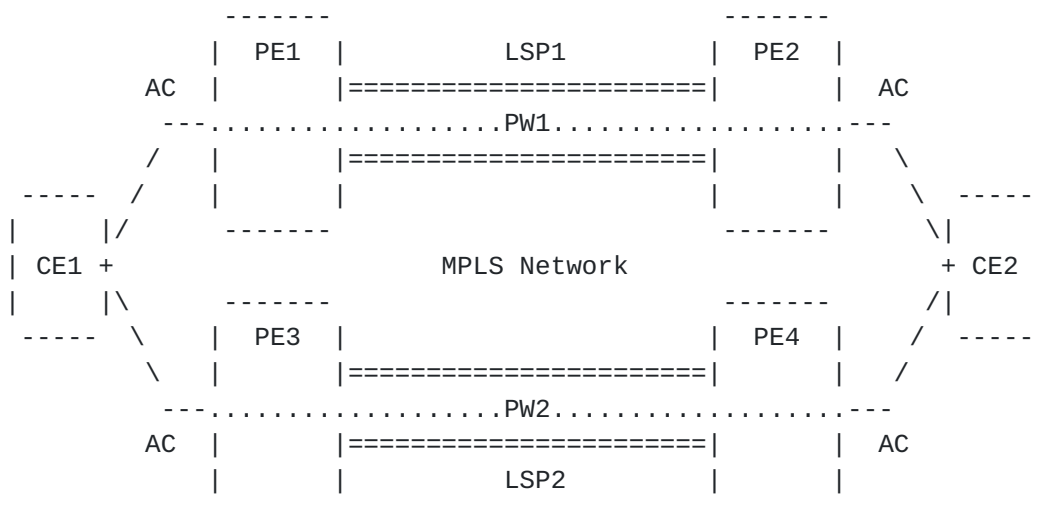 PE1 LSP1 PE2
AC AC
PW1
CE1 MPLS Network CE2
PE3 PE4
PW2
AC AC
LSP2